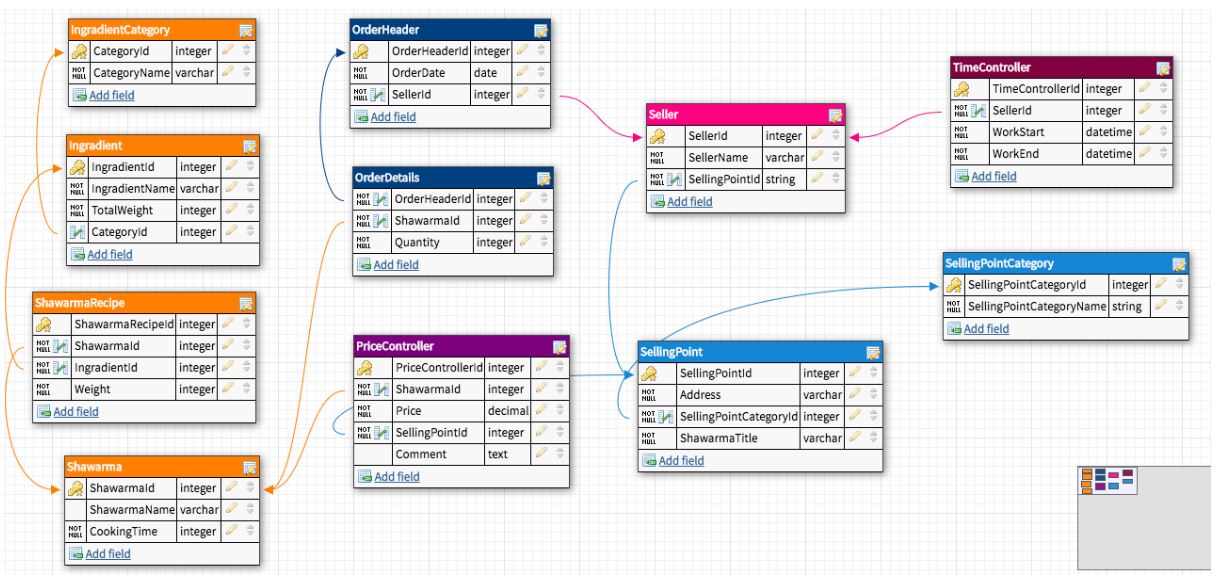 IngradientCategory
CategoryId integer
NOT NULL CategoryName varchar
Add field
Ingradient
IngradientId integer
NOT NULL IngradientName varchar
NOT NULL TotalWeight integer
CategoryId integer
Add field
ShawarmaRecipe
ShawarmaRecipeId integer
NOT NULL ShawarmaId integer
NOT NULL IngradientId integer
NOT NULL Weight integer
Add field
Shawarma
ShawarmaId integer
ShawarmaName varchar
NOT NULL CookingTime integer
Add field
OrderHeader
OrderHeaderId integer
NOT NULL OrderDate date
NOT NULL SellerId integer
Add field
OrderDetails
NOT NULL OrderHeaderId integer
NOT NULL ShawarmaId integer
NOT NULL Quantity integer
Add field
PriceController
PriceControllerId integer
NOT NULL ShawarmaId integer
NOT NULL Price decimal
NOT NULL SellingPointId integer
Comment text
Add field
Seller
SellerId integer
NOT NULL SellerName varchar
NOT NULL SellingPointId string
Add field
SellingPoint
SellingPointId integer
NOT NULL Address varchar
NOT NULL SellingPointCategoryId integer
NOT NULL ShawarmaTitle varchar
Add field
TimeController
TimeControllerId integer
NOT NULL SellerId integer
NOT NULL WorkStart datetime
NOT NULL WorkEnd datetime
Add field
SellingPointCategory
SellingPointCategoryId integer
NOT NULL SellingPointCategoryName string
Add field